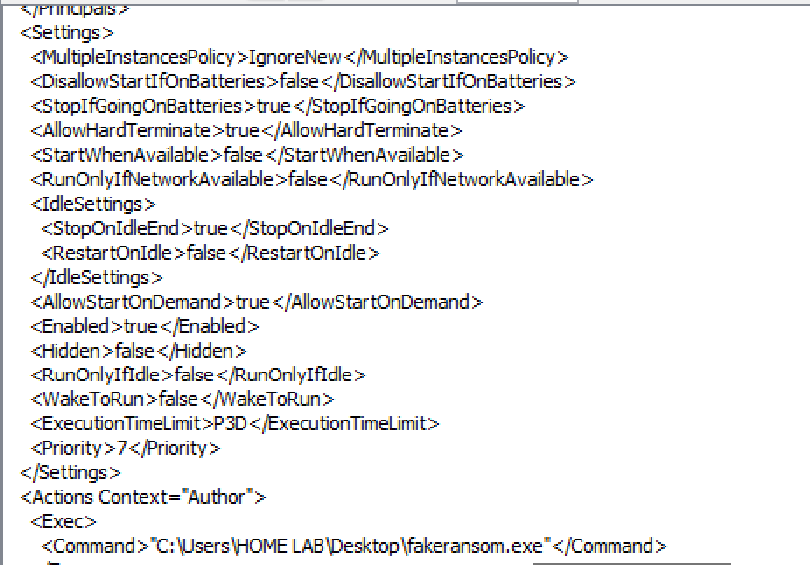 </Principals>
<Settings>
<MultipleInstancesPolicy>IgnoreNew</MultipleInstancesPolicy>
<DisallowStartIfOnBatteries>false</DisallowStartIfOnBatteries>
<StopIfGoingOnBatteries>true</StopIfGoingOnBatteries>
<AllowHardTerminate>true</AllowHardTerminate>
<StartWhenAvailable>false</StartWhenAvailable>
<RunOnlyIfNetworkAvailable>false</RunOnlyIfNetworkAvailable>
<IdleSettings>
<StopOnIdleEnd>true</StopOnIdleEnd>
<RestartOnIdle>false</RestartOnIdle>
</IdleSettings>
<AllowStartOnDemand>true</AllowStartOnDemand>
<Enabled>true</Enabled>
<Hidden>false</Hidden>
<RunOnlyIfIdle>false</RunOnlyIfIdle>
<WakeToRun>false</WakeToRun>
<ExecutionTimeLimit>P3D</ExecutionTimeLimit>
<Priority>7</Priority>
</Settings>
<Actions Context="Author">
<Exec>
<Command>"C:\Users\HOME LAB\Desktop\fakeransom.exe"</Command>